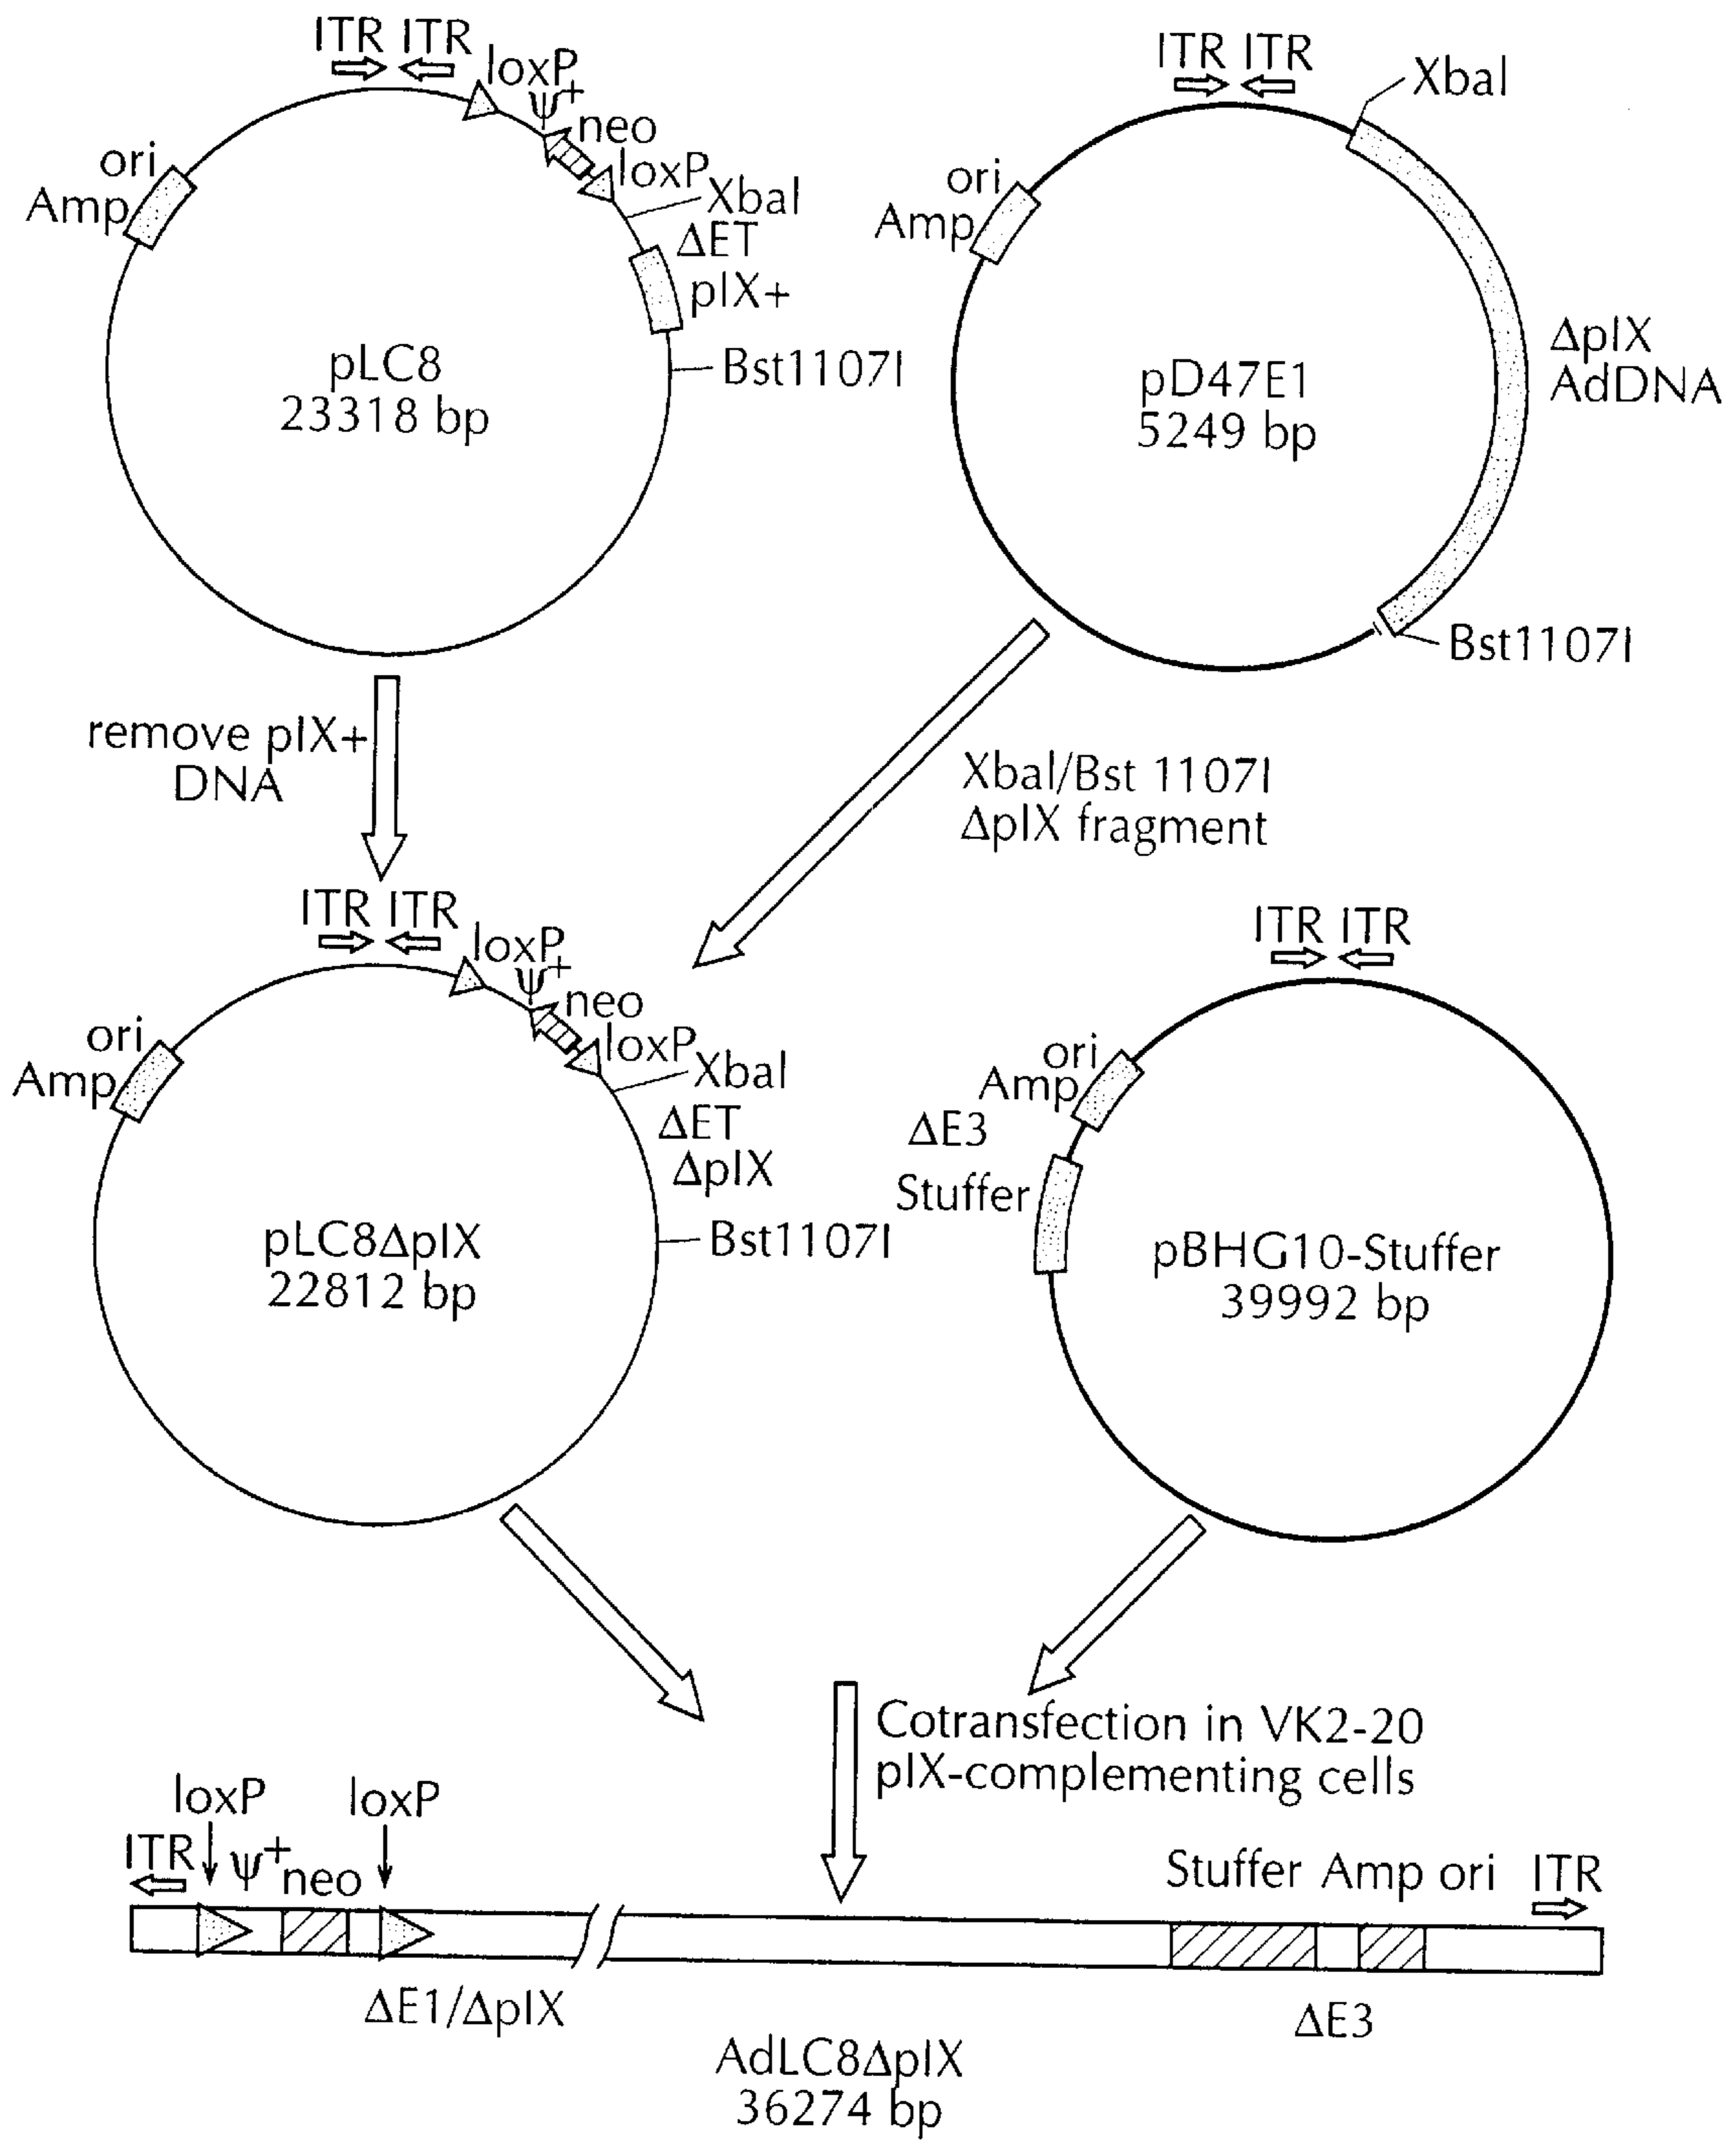 ITR ITR
loxP
ψ+
neo
loxP
XbaI
ΔET
pIX+
Bst1107I
ori
Amp
pLC8
23318 bp
ITR ITR
XbaI
ori
Amp
ΔpIX
AdDNA
pD47E1
5249 bp
Bst1107I
remove pIX+
DNA
XbaI/Bst 1107I
ΔpIX fragment
ITR ITR
loxP
ψ+
neo
loxP
XbaI
ΔET
ΔpIX
Bst1107I
ori
Amp
pLC8ΔpIX
22812 bp
ITR ITR
ori
Amp
ΔE3
Stuffer
pBHG10-Stuffer
39992 bp
Cotransfection in VK2-20
pIX-complementing cells
loxP loxP
ITR ψ+ neo
Stuffer Amp ori ITR
ΔE1/ΔpIX
ΔE3
AdLC8ΔpIX
36274 bp